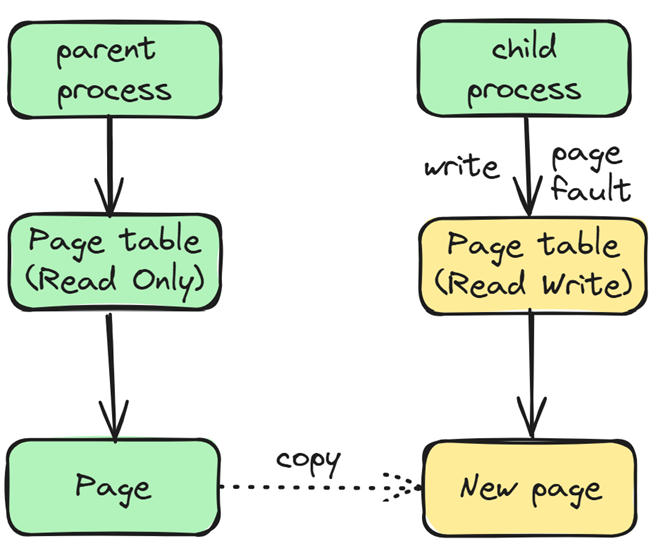 parent
process
child
process
write
page
fault
Page table
(Read Only)
Page table
(Read Write)
copy
Page
New page